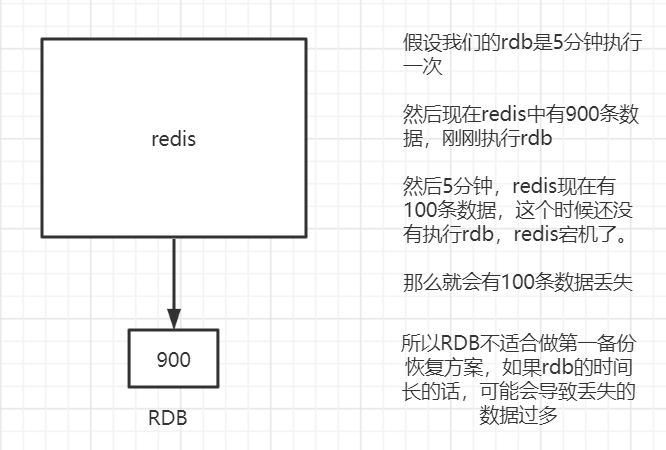 redis
900
RDB
假设我们的rdb是5分钟执行
一次
然后现在redis中有900条数
据，刚刚执行rdb
然后5分钟，redis现在有
100条数据，这个时候还没
有执行rdb，redis宕机了。
那么就会有100条数据丢失
所以RDB不适合做第一备份
恢复方案，如果rdb的时间
长的话，可能会导致丢失的
数据过多